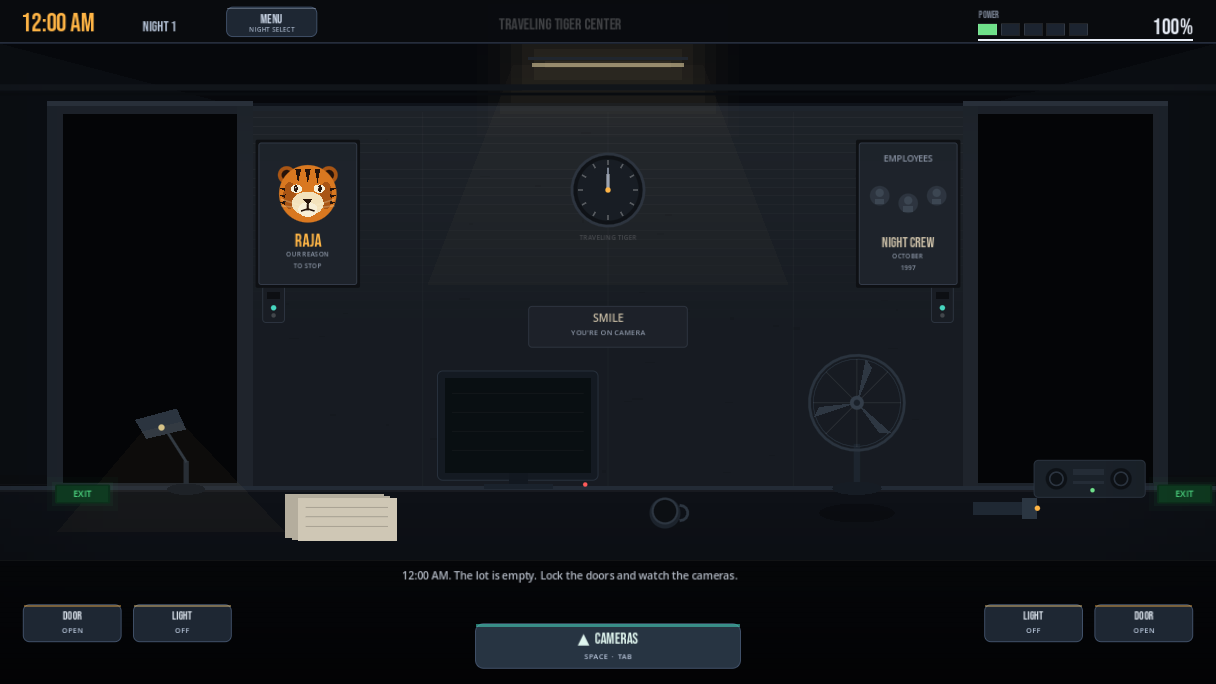 12:00 AM
NIGHT 1
MENU
NIGHT SELECT
TRAVELING TIGER CENTER
POWER
100%
RAJA
OUR REASON
TO STOP
TRAVELING TIGER
EMPLOYEES
NIGHT CREW
OCTOBER
1997
SMILE
YOU'RE ON CAMERA
EXIT
EXIT
12:00 AM. The lot is empty. Lock the doors and watch the cameras.
DOOR
OPEN
LIGHT
OFF
▲ CAMERAS
SPACE · TAB
LIGHT
OFF
DOOR
OPEN